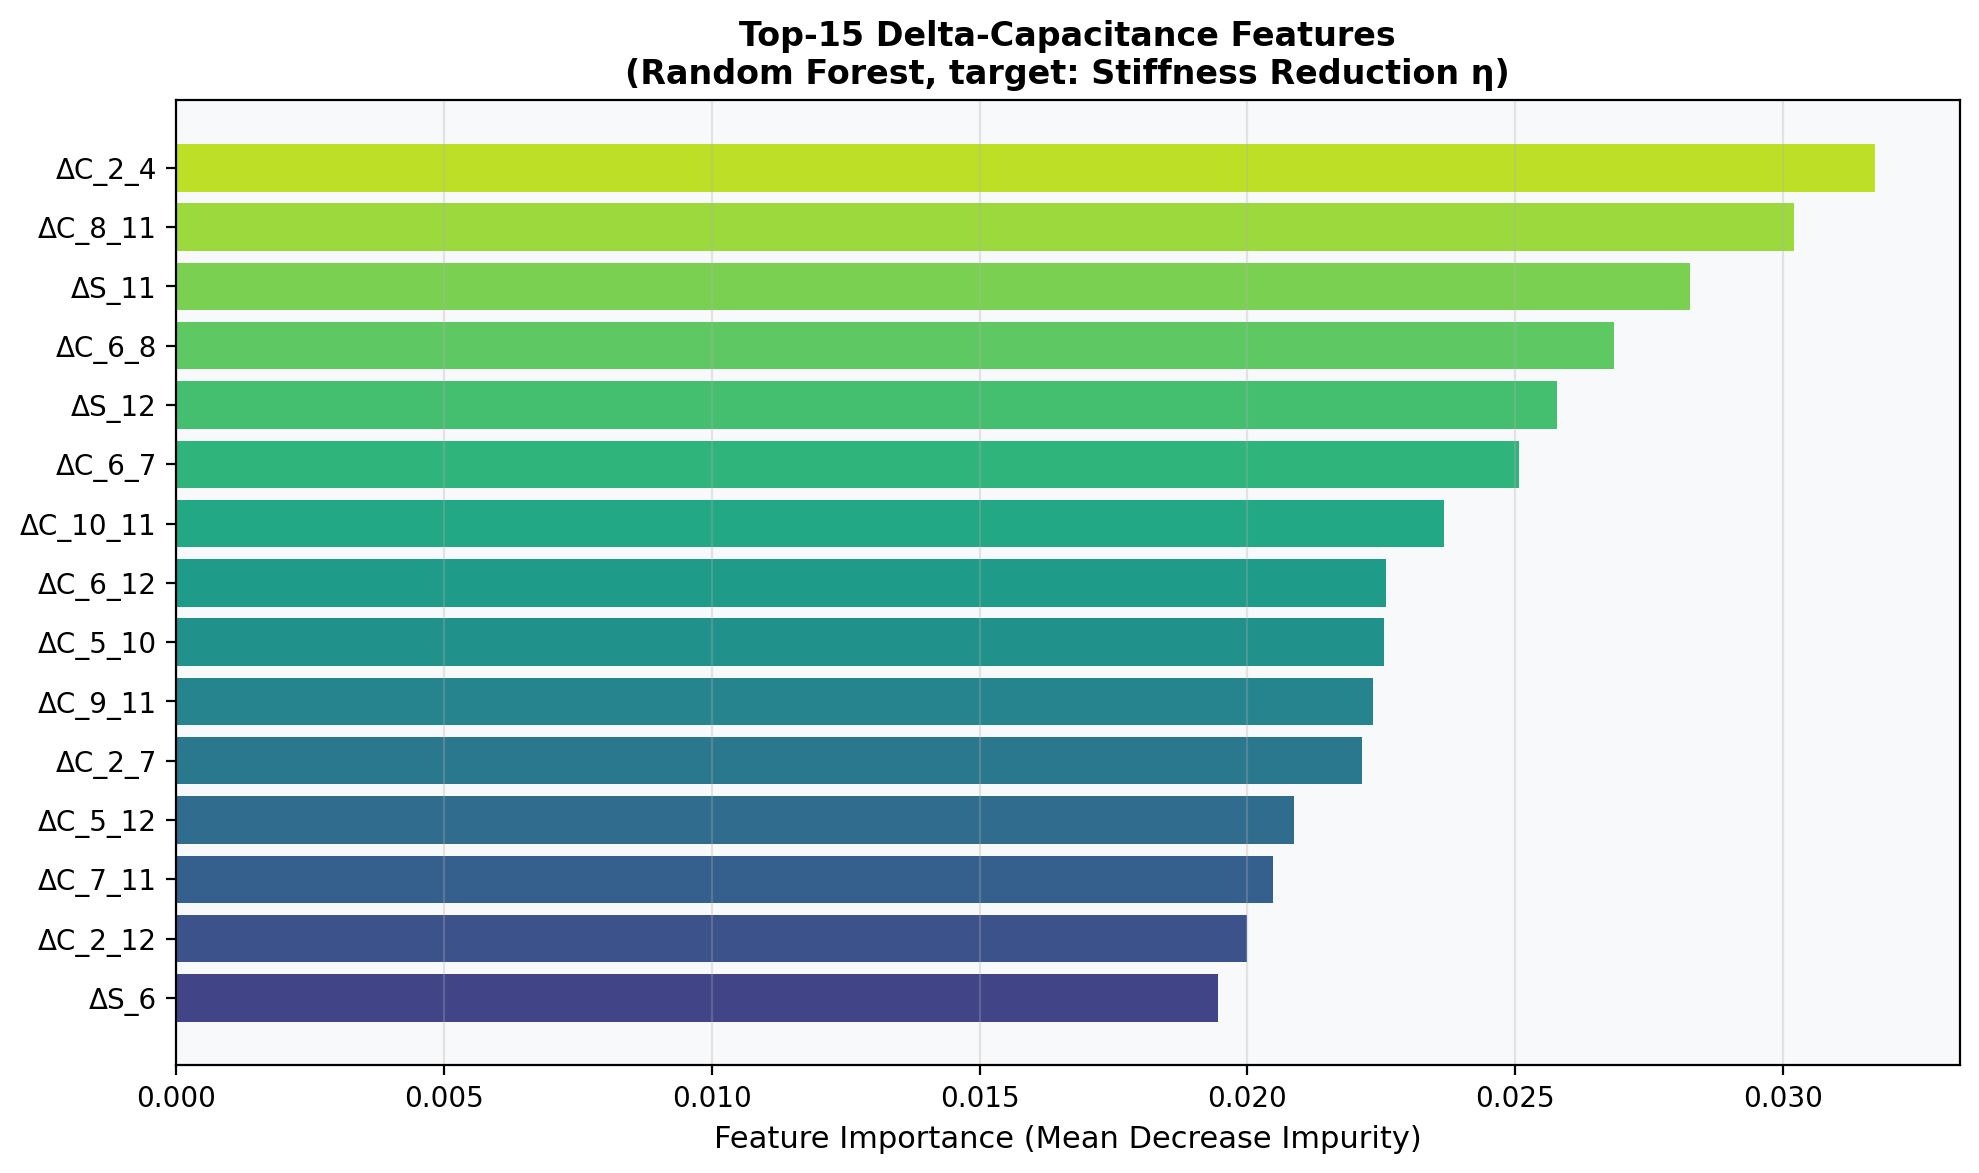 Top-15 Delta-Capacitance Features
(Random Forest, target: Stiffness Reduction η)
ΔC_2_4
ΔC_8_11
ΔS_11
ΔC_6_8
ΔS_12
ΔC_6_7
ΔC_10_11
ΔC_6_12
ΔC_5_10
ΔC_9_11
ΔC_2_7
ΔC_5_12
ΔC_7_11
ΔC_2_12
ΔS_6
0.000 0.005 0.010 0.015 0.020 0.025 0.030
Feature Importance (Mean Decrease Impurity)